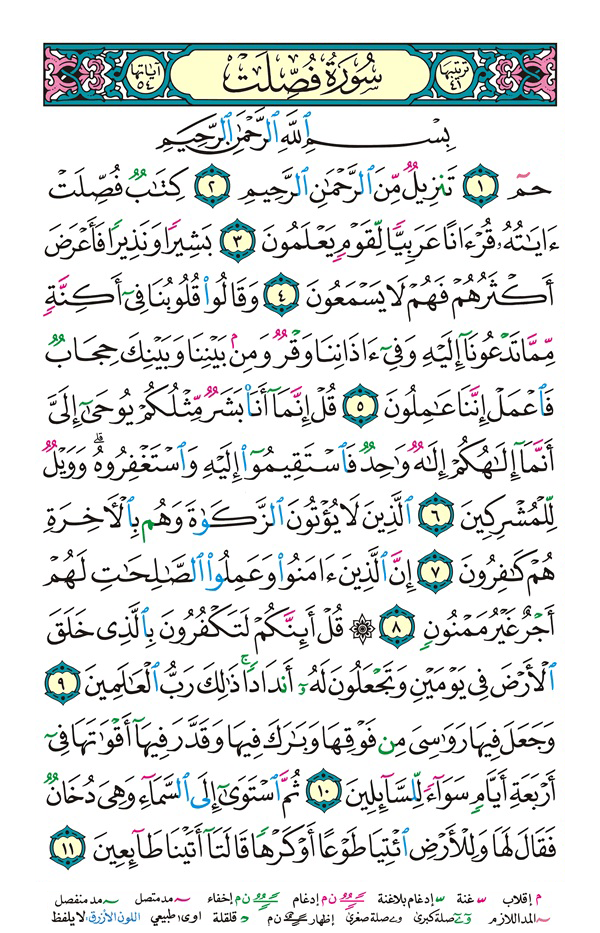 ترتيبها ٤١ سُورَةُ فُصِّلَتْ آياتها ٥٤
بِسْمِ ٱللَّهِ ٱلرَّحْمَٰنِ ٱلرَّحِيمِ
حمٓ ١ تَنزِيلٌ مِّنَ ٱلرَّحْمَٰنِ ٱلرَّحِيمِ ٢ كِتَٰبٌ فُصِّلَتْ
ءَايَٰتُهُۥ قُرْءَانًا عَرَبِيًّا لِّقَوْمٍ يَعْلَمُونَ ٣ بَشِيرًا وَنَذِيرًا فَأَعْرَضَ
أَكْثَرُهُمْ فَهُمْ لَا يَسْمَعُونَ ٤ وَقَالُوا۟ قُلُوبُنَا فِىٓ أَكِنَّةٍ
مِّمَّا تَدْعُونَآ إِلَيْهِ وَفِىٓ ءَاذَانِنَا وَقْرٌ وَمِنۢ بَيْنِنَا وَبَيْنِكَ حِجَابٌ
فَٱعْمَلْ إِنَّنَا عَٰمِلُونَ ٥ قُلْ إِنَّمَآ أَنَا۠ بَشَرٌ مِّثْلُكُمْ يُوحَىٰٓ إِلَىَّ
أَنَّمَآ إِلَٰهُكُمْ إِلَٰهٌ وَٰحِدٌ فَٱسْتَقِيمُوٓا۟ إِلَيْهِ وَٱسْتَغْفِرُوهُ ۗ وَوَيْلٌ
لِّلْمُشْرِكِينَ ٦ ٱلَّذِينَ لَا يُؤْتُونَ ٱلزَّكَوٰةَ وَهُم بِٱلْءَاخِرَةِ
هُمْ كَٰفِرُونَ ٧ إِنَّ ٱلَّذِينَ ءَامَنُوا۟ وَعَمِلُوا۟ ٱلصَّٰلِحَٰتِ لَهُمْ
أَجْرٌ غَيْرُ مَمْنُونٍ ٨ ۞ قُلْ أَئِنَّكُمْ لَتَكْفُرُونَ بِٱلَّذِى خَلَقَ
ٱلْأَرْضَ فِى يَوْمَيْنِ وَتَجْعَلُونَ لَهُۥٓ أَندَادًا ۚ ذَٰلِكَ رَبُّ ٱلْعَٰلَمِينَ ٩
وَجَعَلَ فِيهَا رَوَٰسِىَ مِن فَوْقِهَا وَبَٰرَكَ فِيهَا وَقَدَّرَ فِيهَآ أَقْوَٰتَهَا فِىٓ
أَرْبَعَةِ أَيَّامٍ سَوَآءً لِّلسَّآئِلِينَ ١٠ ثُمَّ ٱسْتَوَىٰٓ إِلَى ٱلسَّمَآءِ وَهِىَ دُخَانٌ
فَقَالَ لَهَا وَلِلْأَرْضِ ٱئْتِيَا طَوْعًا أَوْ كَرْهًا قَالَتَآ أَتَيْنَا طَآئِعِينَ ١١
م إقلاب غنة إدغام بلاغنة ن م إدغام ن م إخفاء مد متصل مد منفصل
المد اللازم صلة كبرى صلة صغرى إظهار ن م قلقلة اوى طبيعي اللون الأزرق لا يلفظ